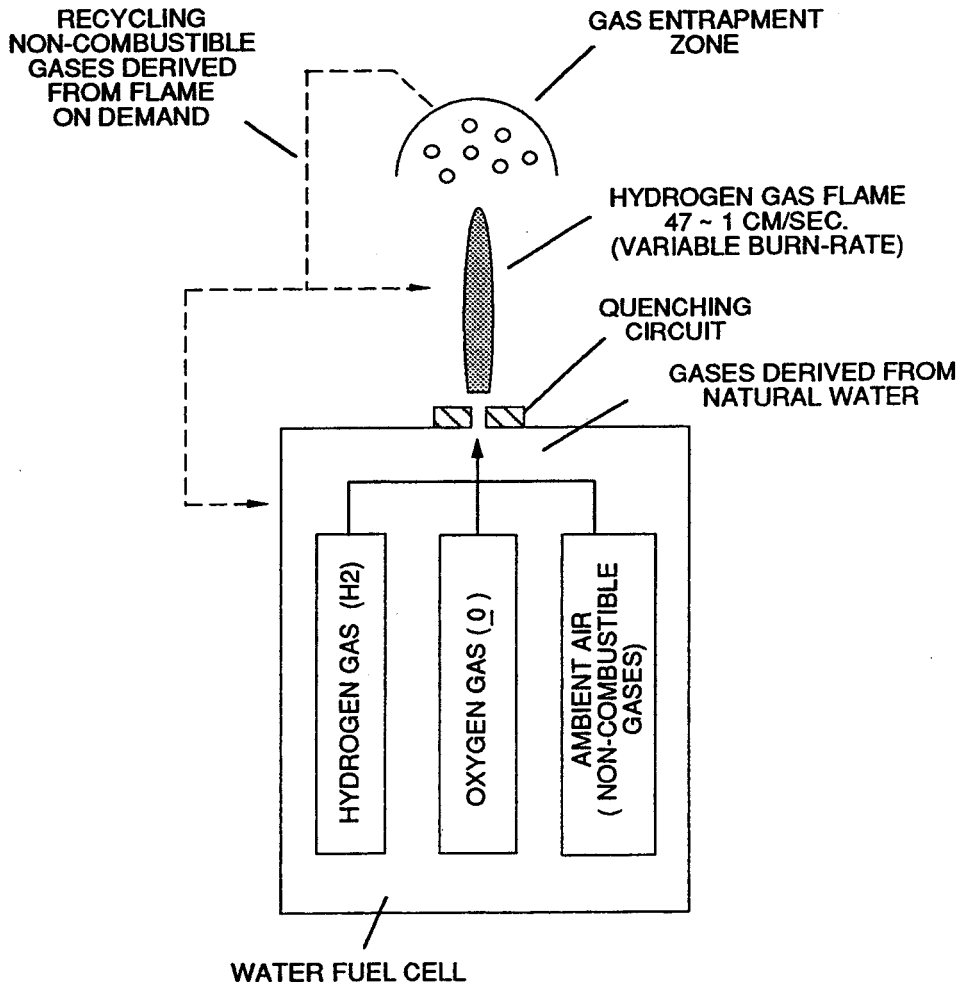 RECYCLING
NON-COMBUSTIBLE
GASES DERIVED
FROM FLAME
ON DEMAND
GAS ENTRAPMENT
ZONE
HYDROGEN GAS FLAME
47 ~ 1 CM/SEC.
(VARIABLE BURN-RATE)
QUENCHING
CIRCUIT
GASES DERIVED FROM
NATURAL WATER
HYDROGEN GAS (H2)
OXYGEN GAS (O)
AMBIENT AIR
( NON-COMBUSTIBLE
GASES)
WATER FUEL CELL